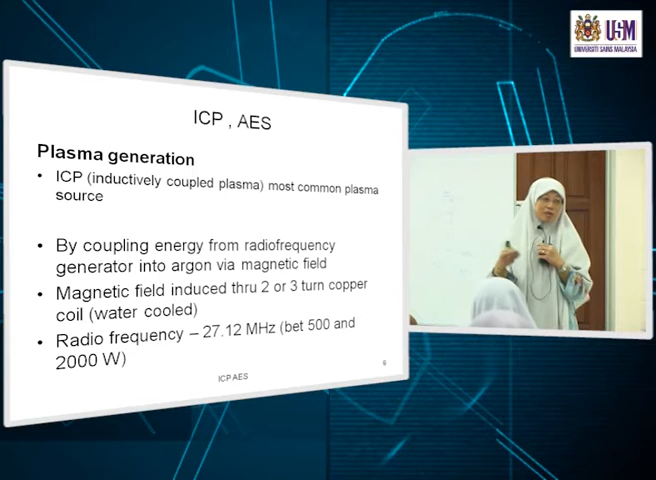 USM
UNIVERSITI SAINS MALAYSIA
ICP , AES
Plasma generation
• ICP (inductively coupled plasma) most common plasma
source
• By coupling energy from radiofrequency
generator into argon via magnetic field
• Magnetic field induced thru 2 or 3 turn copper
coil (water cooled)
• Radio frequency – 27.12 MHz (bet 500 and
2000 W)
ICP AES
6